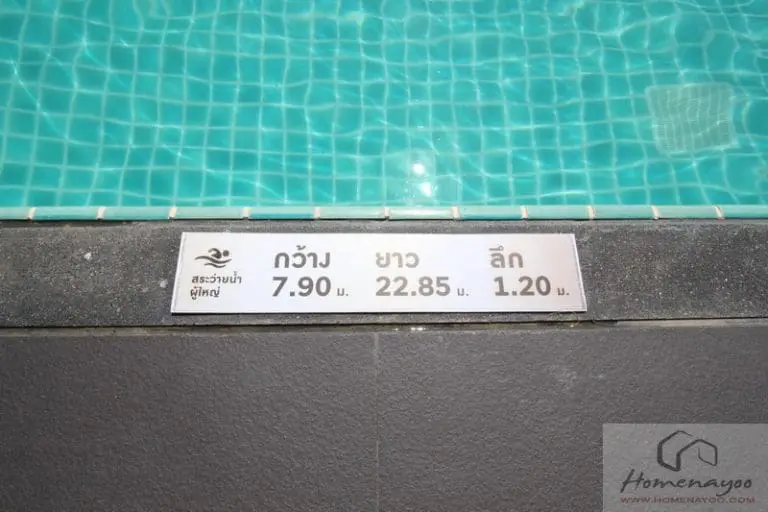 สระว่ายน้ำ
ผู้ใหญ่
กว้าง ยาว ลึก
7.90 ม. 22.85 ม. 1.20 ม.
Homenayoo
WWW.HOMENAYOO.COM